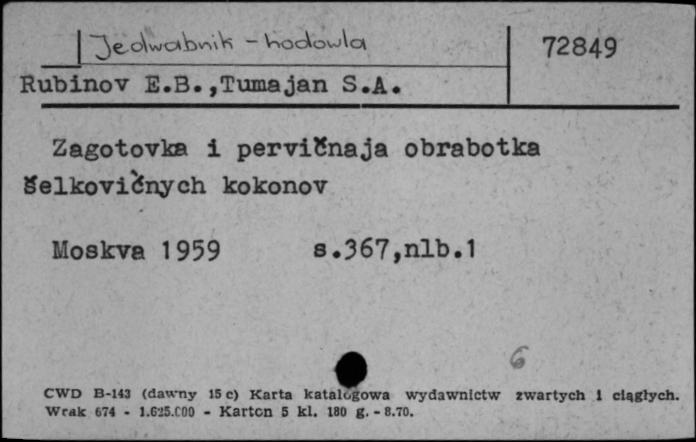 Jedwabnik - hodowla
72849
Rubinov E.B.,Tumajan S.A.
Zagotovka i pervičnaja obrabotka
šelkovičnych kokonov
Moskva 1959 s.367,nlb.1
6
CWD B-143 (dawny 15 c) Karta katalogowa wydawnictw zwartych i ciągłych.
Wrak 674 - 1.625.000 - Karton 5 kl. 180 g. - 8.70.